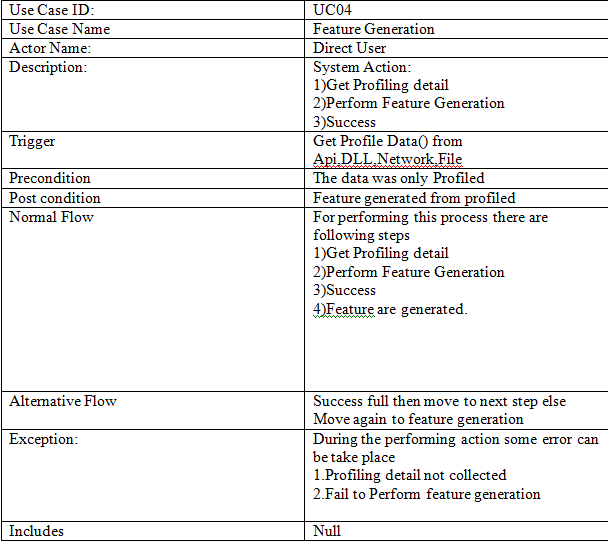 Use Case ID: UC04
Use Case Name Feature Generation
Actor Name: Direct User
Description: System Action:
1)Get Profiling detail
2)Perform Feature Generation
3)Success
Trigger Get Profile Data() from
Api,DLL,Network,File
Precondition The data was only Profiled
Post condition Feature generated from profiled
Normal Flow For performing this process there are
following steps
1)Get Profiling detail
2)Perform Feature Generation
3)Success
4)Feature are generated.
Alternative Flow Success full then move to next step else
Move again to feature generation
Exception: During the performing action some error can
be take place
1.Profiling detail not collected
2.Fail to Perform feature generation
Includes Null